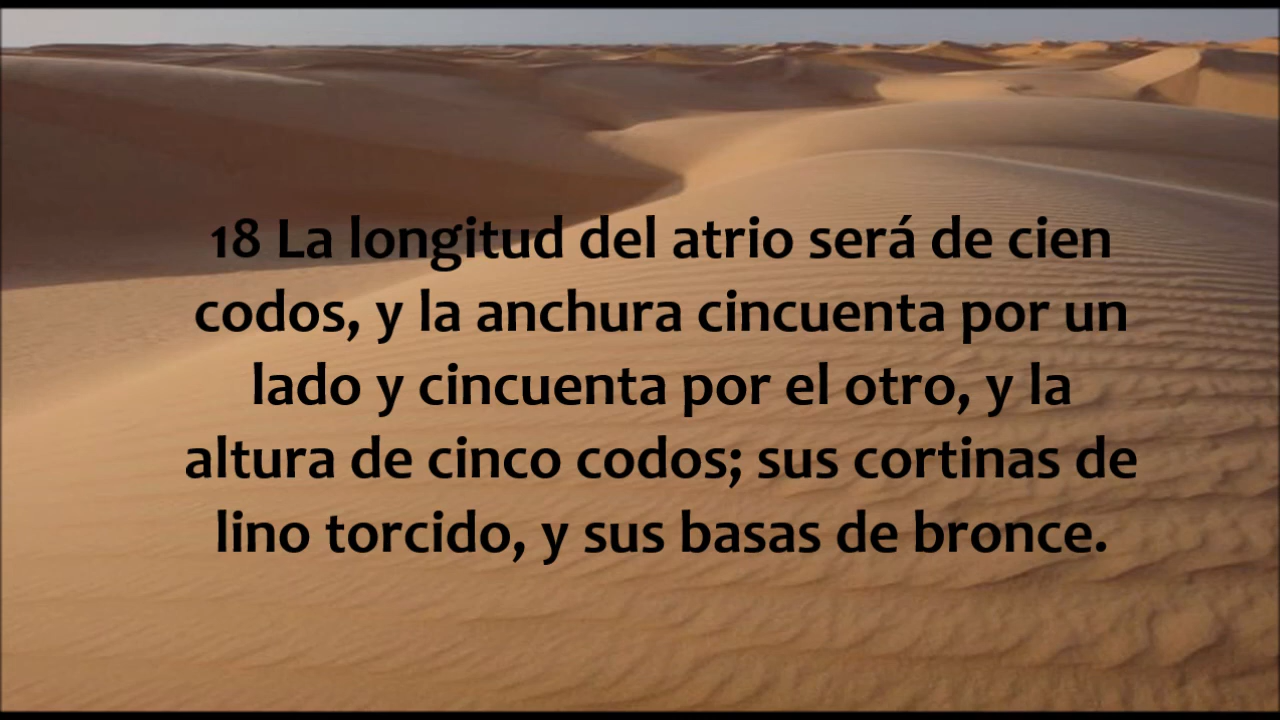 18 La longitud del atrio será de cien
codos, y la anchura cincuenta por un
lado y cincuenta por el otro, y la
altura de cinco codos; sus cortinas de
lino torcido, y sus basas de bronce.